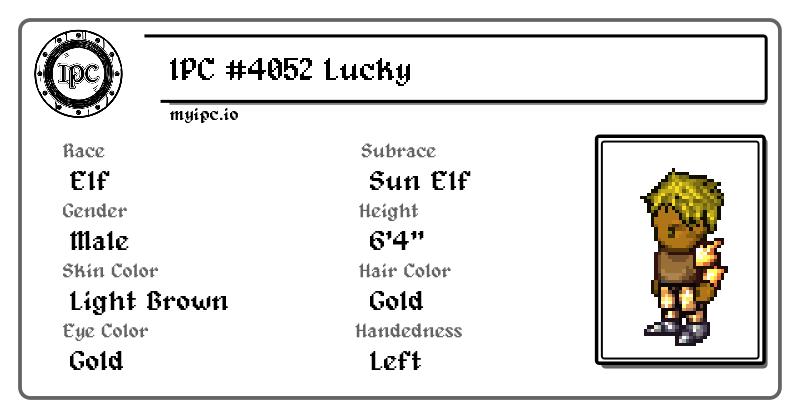 IPC
IPC #4052 Lucky
myipc.io
Race
Elf
Subrace
Sun Elf
Gender
Male
Height
6'4"
Skin Color
Light Brown
Hair Color
Gold
Eye Color
Gold
Handedness
Left